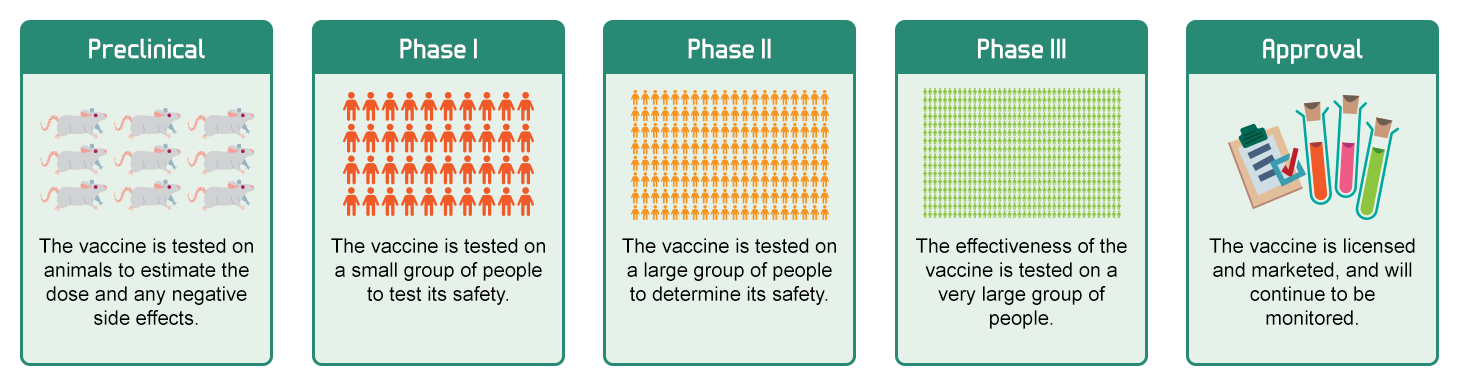 Preclinical
The vaccine is tested on
animals to estimate the
dose and any negative
side effects.
Phase I
The vaccine is tested on
a small group of people
to test its safety.
Phase II
The vaccine is tested on
a large group of people
to determine its safety.
Phase III
The effectiveness of the
vaccine is tested on a
very large group of
people.
Approval
The vaccine is licensed
and marketed, and will
continue to be
monitored.